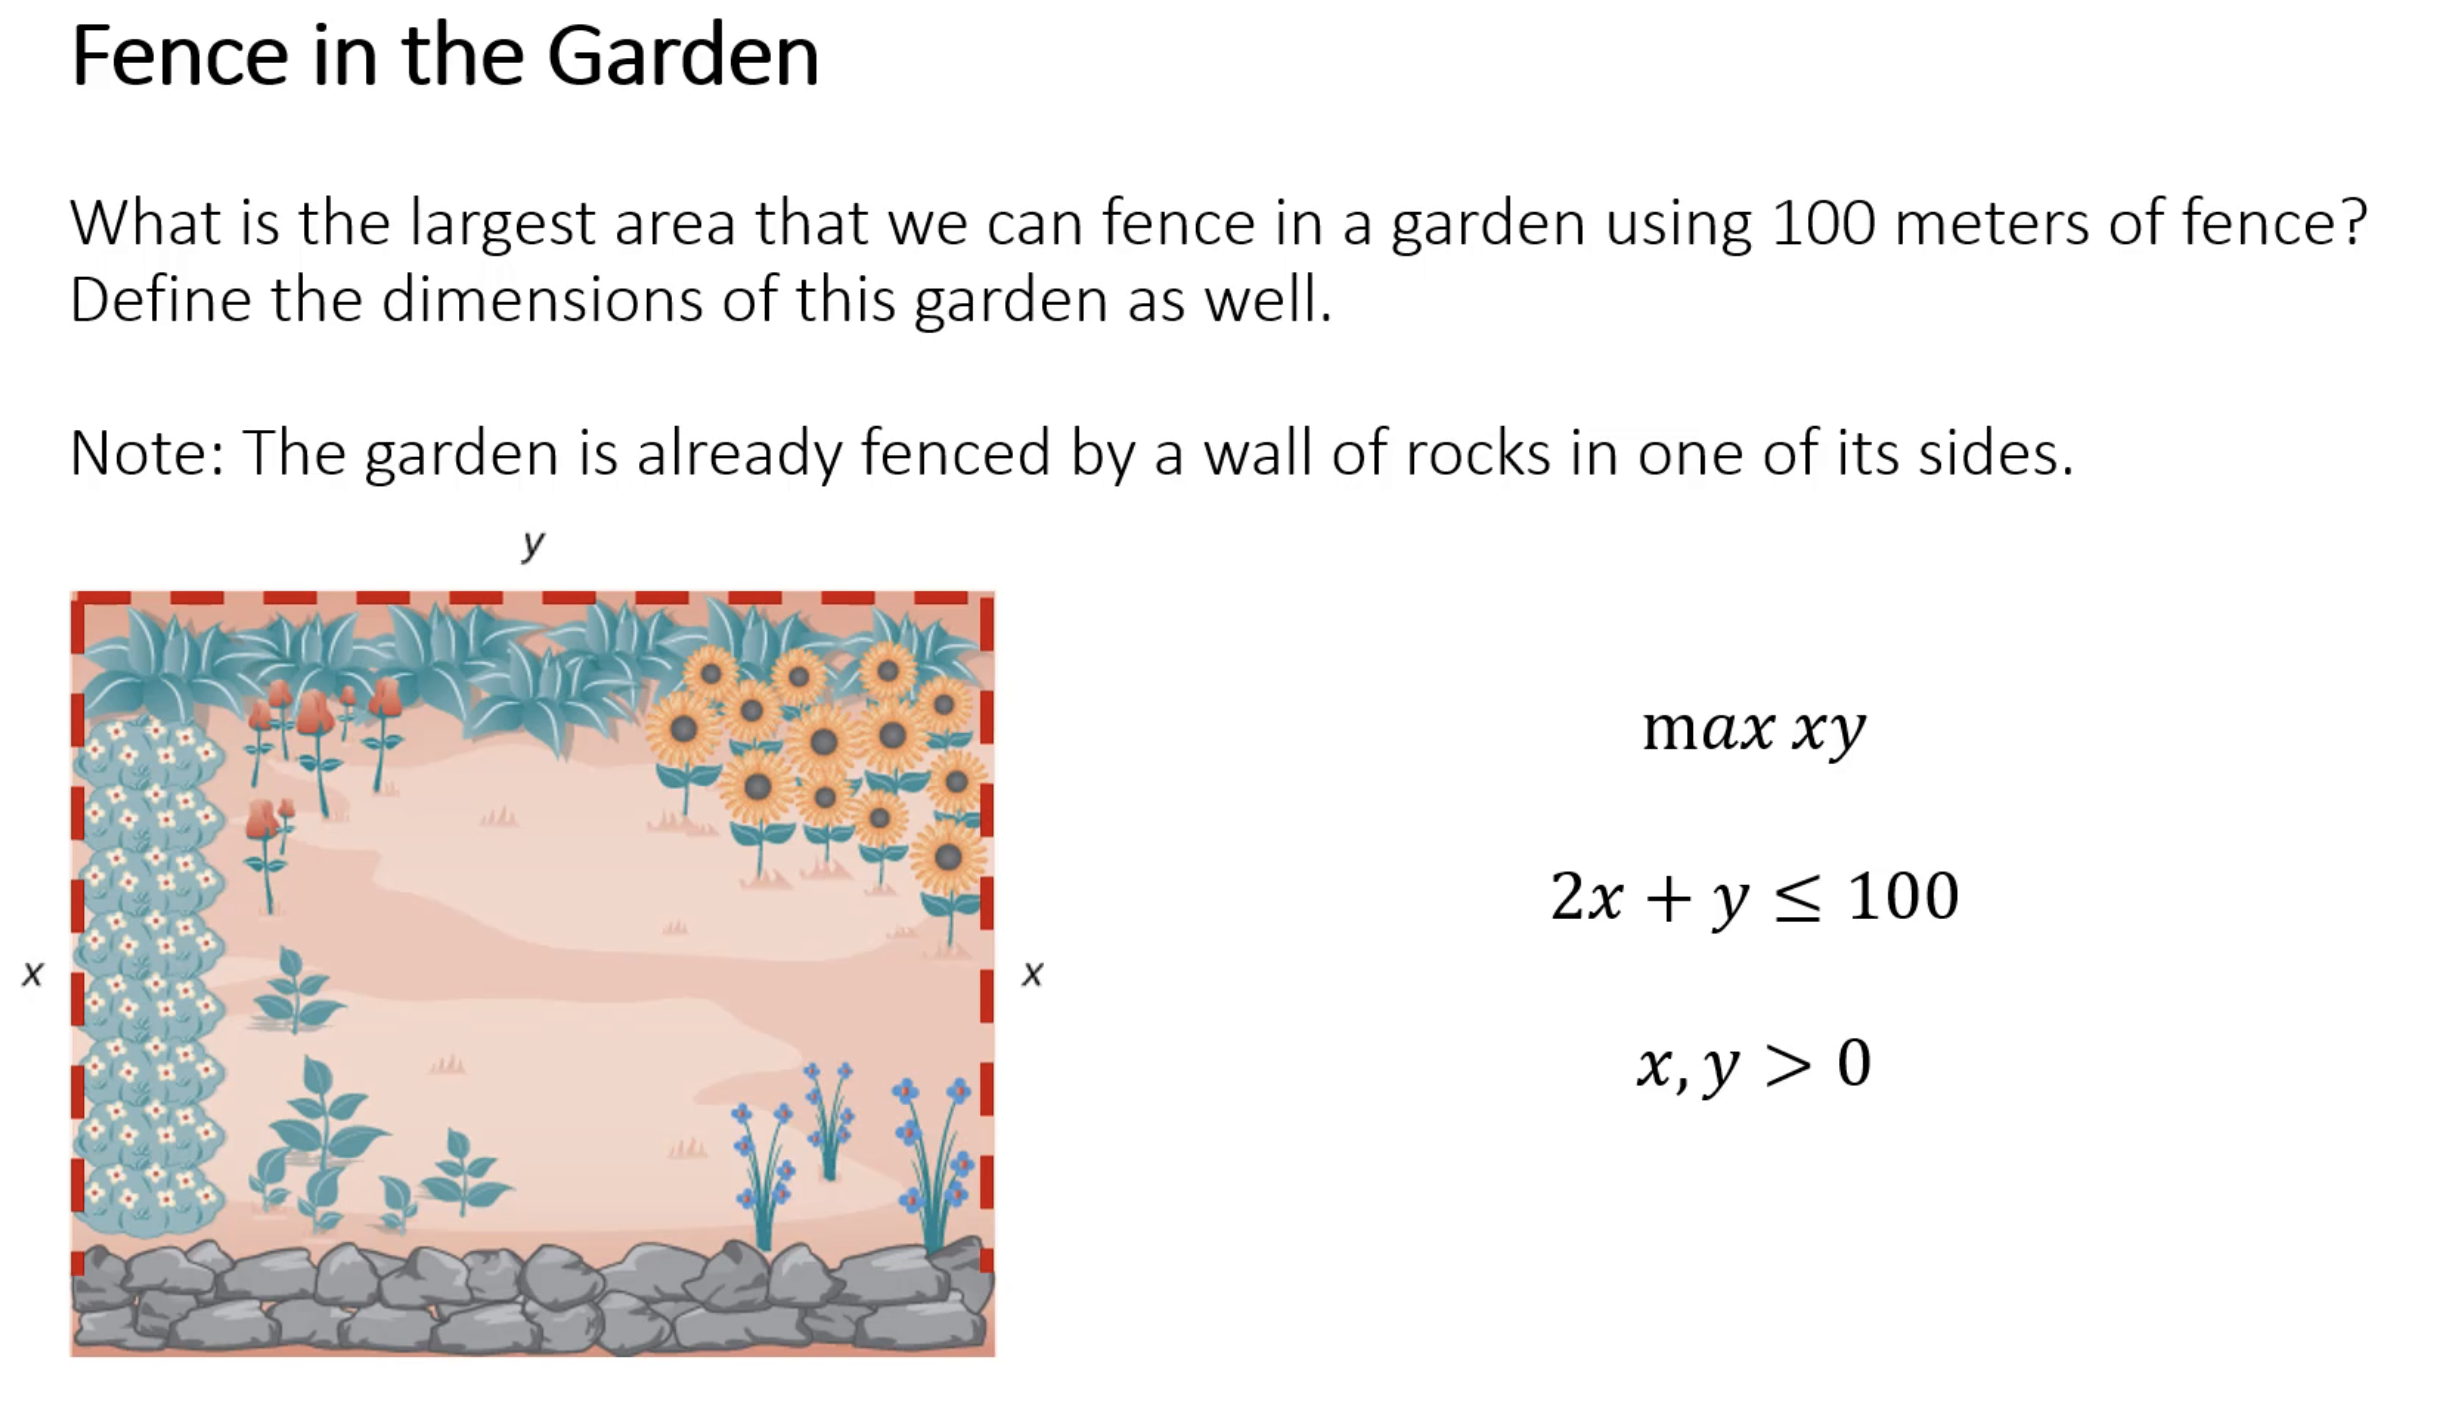 Fence in the Garden
What is the largest area that we can fence in a garden using 100 meters of fence?
Define the dimensions of this garden as well.
Note: The garden is already fenced by a wall of rocks in one of its sides.
y
max xy
2x + y ≤ 100
x x
x, y > 0